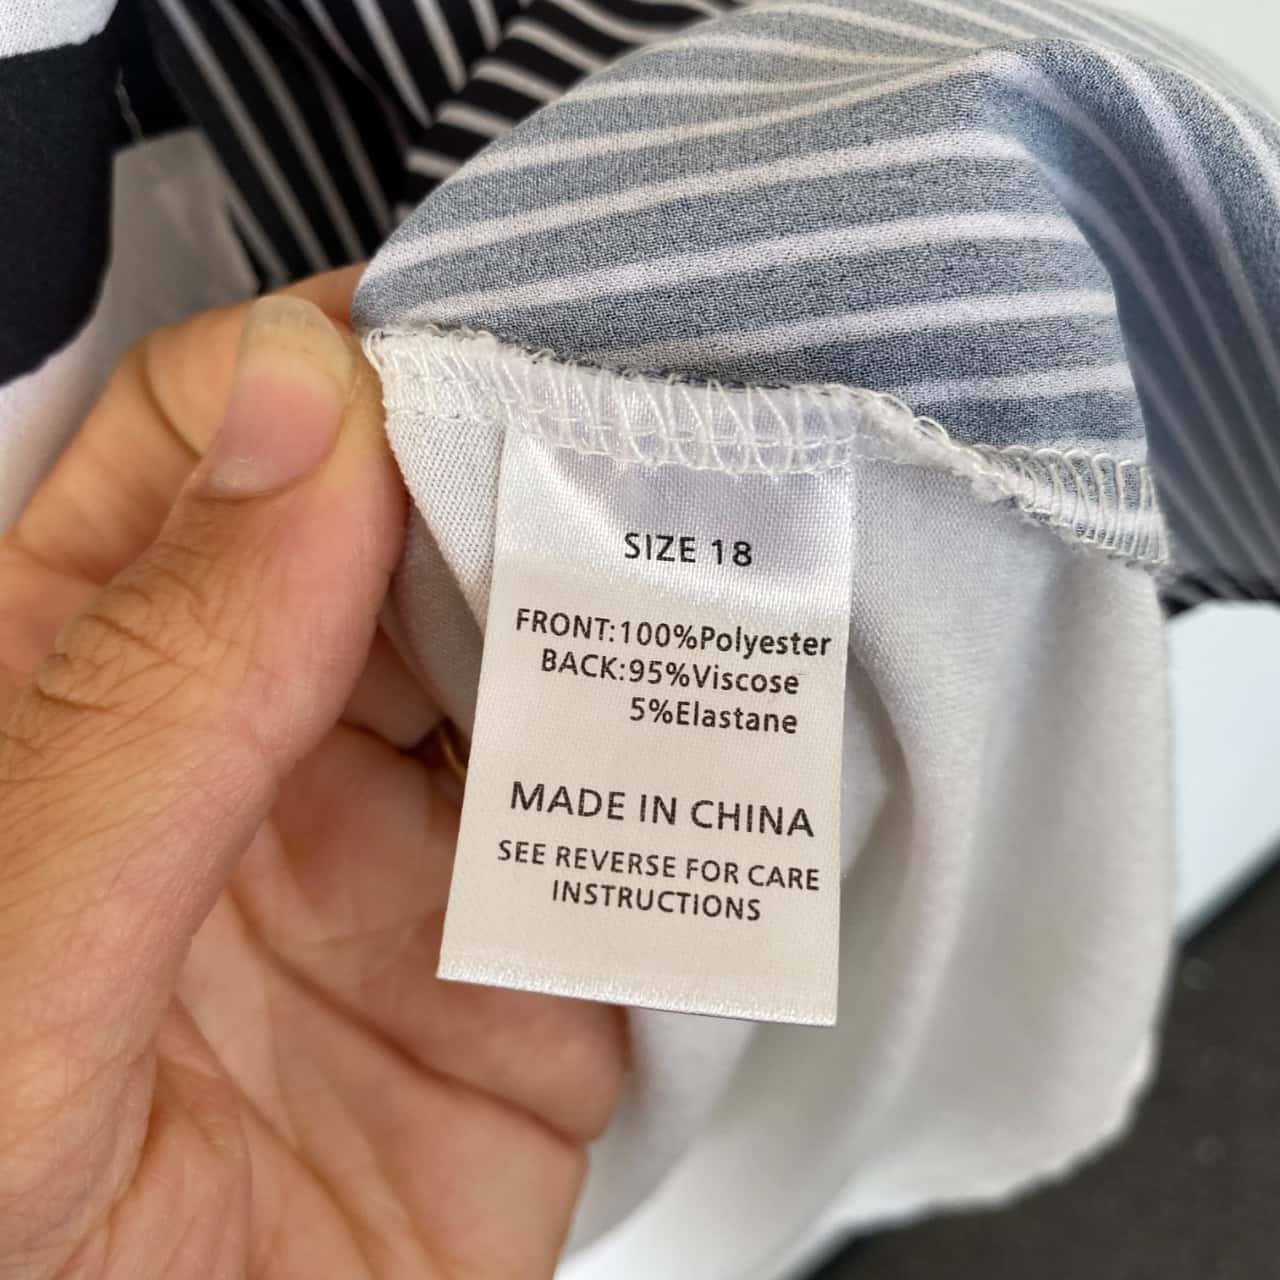 SIZE 18
FRONT:100%Polyester
BACK:95%Viscose
5%Elastane
MADE IN CHINA
SEE REVERSE FOR CARE
INSTRUCTIONS